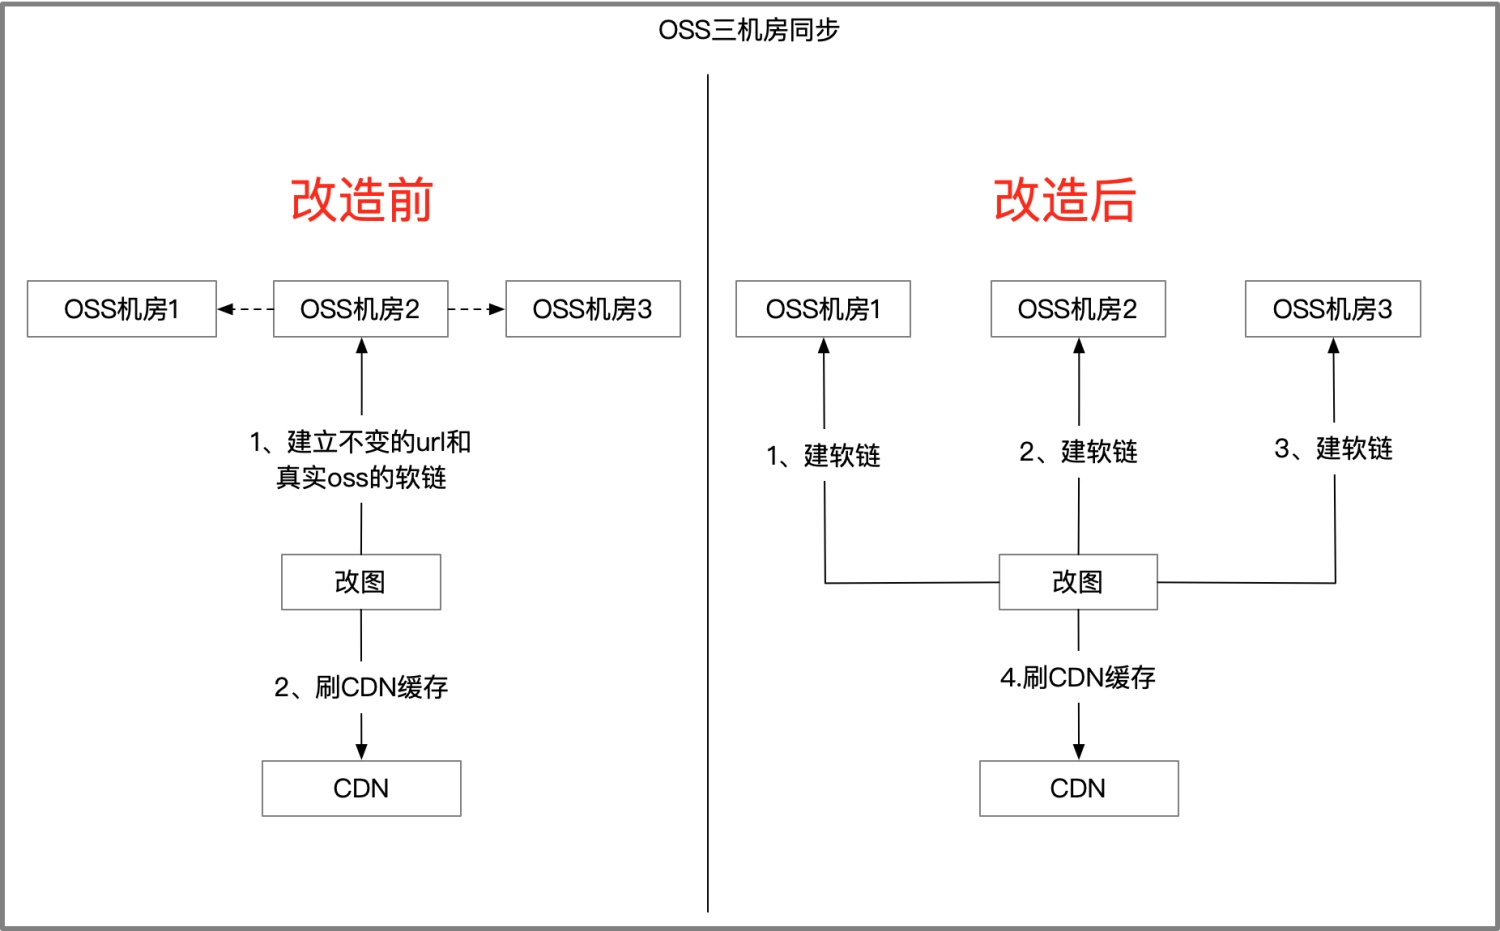 OSS三机房同步
改造前
OSS机房1
OSS机房2
OSS机房3
1、建立不变的url和
真实oss的软链
改图
2、刷CDN缓存
CDN
改造后
OSS机房1
OSS机房2
OSS机房3
1、建软链
2、建软链
3、建软链
改图
4.刷CDN缓存
CDN